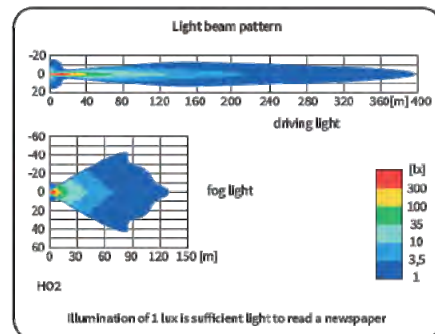 Light beam pattern
-20
0
20
0 40 80 120 160 200 240 280 320 360 [m] 400
driving light
-60
-40
-20
0
20
40
60
0 30 60 90 120 150 [m]
fog light
[lx]
300
100
35
10
3,5
1
HO2
Illumination of 1 lux is sufficient light to read a newspaper